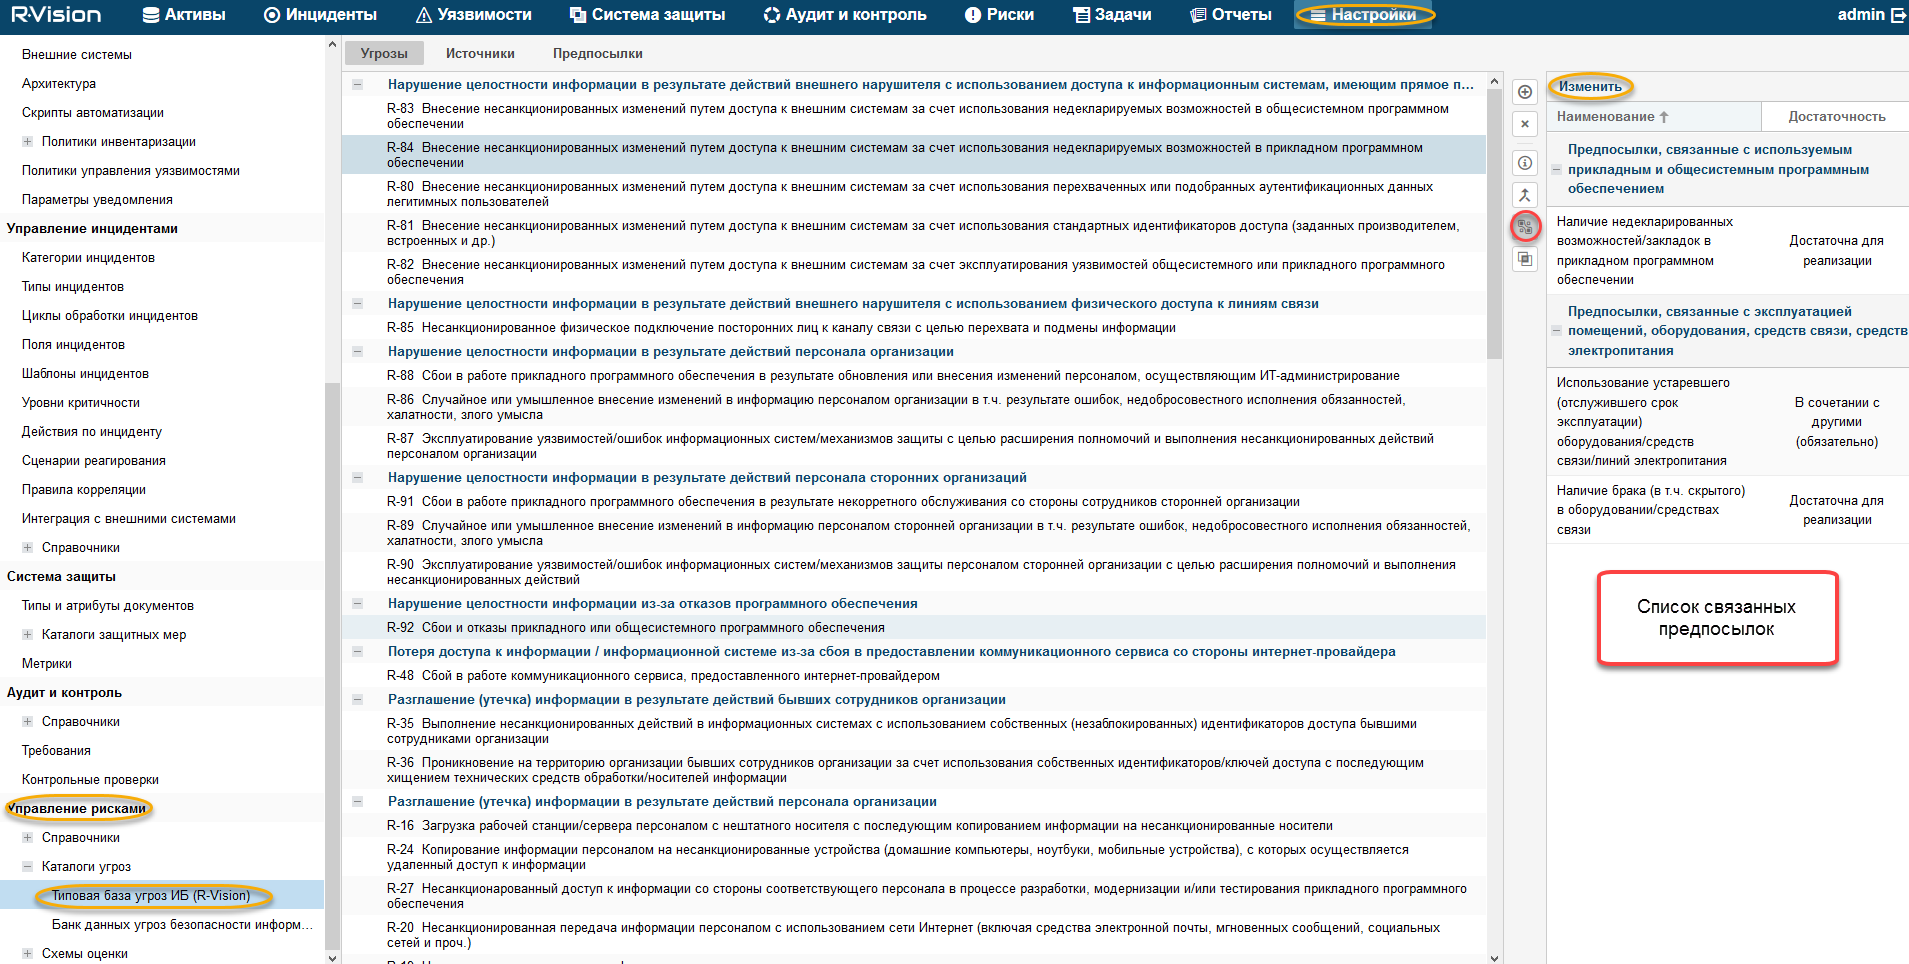 R-Vision
Активы
Инциденты
Уязвимости
Система защиты
Аудит и контроль
Риски
Задачи
Отчеты
Настройки
admin
Внешние системы
Архитектура
Скрипты автоматизации
Политики инвентаризации
Политики управления уязвимостями
Параметры уведомления
Управление инцидентами
Категории инцидентов
Типы инцидентов
Циклы обработки инцидентов
Поля инцидентов
Шаблоны инцидентов
Уровни критичности
Действия по инциденту
Сценарии реагирования
Правила корреляции
Интеграция с внешними системами
Справочники
Система защиты
Типы и атрибуты документов
Каталоги защитных мер
Метрики
Аудит и контроль
Справочники
Требования
Контрольные проверки
Управление рисками
Справочники
Каталоги угроз
Типовая база угроз ИБ (R-Vision)
Банк данных угроз безопасности информ...
Схемы оценки
Угрозы
Источники
Предпосылки
Нарушение целостности информации в результате действий внешнего нарушителя с использованием доступа к информационным системам, имеющим прямое п...
R-83 Внесение несанкционированных изменений путем доступа к внешним системам за счет использования недекларируемых возможностей в общесистемном программном
обеспечении
R-84 Внесение несанкционированных изменений путем доступа к внешним системам за счет использования недекларируемых возможностей в прикладном программном
обеспечении
R-80 Внесение несанкционированных изменений путем доступа к внешним системам за счет использования перехваченных или подобранных аутентификационных данных
легитимных пользователей
R-81 Внесение несанкционированных изменений путем доступа к внешним системам за счет использования стандартных идентификаторов доступа (заданных производителем,
встроенных и др.)
R-82 Внесение несанкционированных изменений путем доступа к внешним системам за счет эксплуатирования уязвимостей общесистемного или прикладного программного
обеспечения
Нарушение целостности информации в результате действий внешнего нарушителя с использованием физического доступа к линиям связи
R-85 Несанкционированное физическое подключение посторонних лиц к каналу связи с целью перехвата и подмены информации
Нарушение целостности информации в результате действий персонала организации
R-88 Сбои в работе прикладного программного обеспечения в результате обновления или внесения изменений персоналом, осуществляющим ИТ-администрирование
R-86 Случайное или умышленное внесение изменений в информацию персоналом организации в т.ч. результате ошибок, недобросовестного исполнения обязанностей,
халатности, злого умысла
R-87 Эксплуатирование уязвимостей/ошибок информационных систем/механизмов защиты с целью расширения полномочий и выполнения несанкционированных действий
персоналом организации
Нарушение целостности информации в результате действий персонала сторонних организаций
R-91 Сбои в работе прикладного программного обеспечения в результате некорретного обслуживания со стороны сотрудников сторонней организации
R-89 Случайное или умышленное внесение изменений в информацию персоналом сторонней организации в т.ч. результате ошибок, недобросовестного исполнения обязанностей,
халатности, злого умысла
R-90 Эксплуатирование уязвимостей/ошибок информационных систем/механизмов защиты персоналом сторонней организации с целью расширения полномочий и выполнения
несанкционированных действий
Нарушение целостности информации из-за отказов программного обеспечения
R-92 Сбои и отказы прикладного или общесистемного программного обеспечения
Потеря доступа к информации / информационной системе из-за сбоя в предоставлении коммуникационного сервиса со стороны интернет-провайдера
R-48 Сбой в работе коммуникационного сервиса, предоставленного интернет-провайдером
Разглашение (утечка) информации в результате действий бывших сотрудников организации
R-35 Выполнение несанкционированных действий в информационных системах с использованием собственных (незаблокированных) идентификаторов доступа бывшими
сотрудниками организации
R-36 Проникновение на территорию организации бывших сотрудников организации за счет использования собственных идентификаторов/ключей доступа с последующим
хищением технических средств обработки/носителей информации
Разглашение (утечка) информации в результате действий персонала организации
R-16 Загрузка рабочей станции/сервера персоналом с нештатного носителя с последующим копированием информации на несанкционированные носители
R-24 Копирование информации персоналом на несанкционированные устройства (домашние компьютеры, ноутбуки, мобильные устройства), с которых осуществляется
удаленный доступ к информации
R-27 Несанкционарованный доступ к информации со стороны соответствующего персонала в процессе разработки, модернизации и/или тестирования прикладного программного
обеспечения
R-20 Несанкционированная передача информации персоналом с использованием сети Интернет (включая средства электронной почты, мгновенных сообщений, социальных
сетей и проч.)
Изменить
Наименование
Достаточность
Предпосылки, связанные с используемым
прикладным и общесистемным программным
обеспечением
Наличие недекларированных
возможностей/закладок в
прикладном программном
обеспечении
Достаточна для
реализации
Предпосылки, связанные с эксплуатацией
помещений, оборудования, средств связи, средств
электропитания
Использование устаревшего
(отслужившего срок
эксплуатации)
оборудования/средств
связи/линий электропитания
В сочетании с
другими
(обязательно)
Наличие брака (в т.ч. скрытого)
в оборудовании/средствах
связи
Достаточна для
реализации
Список связанных
предпосылок